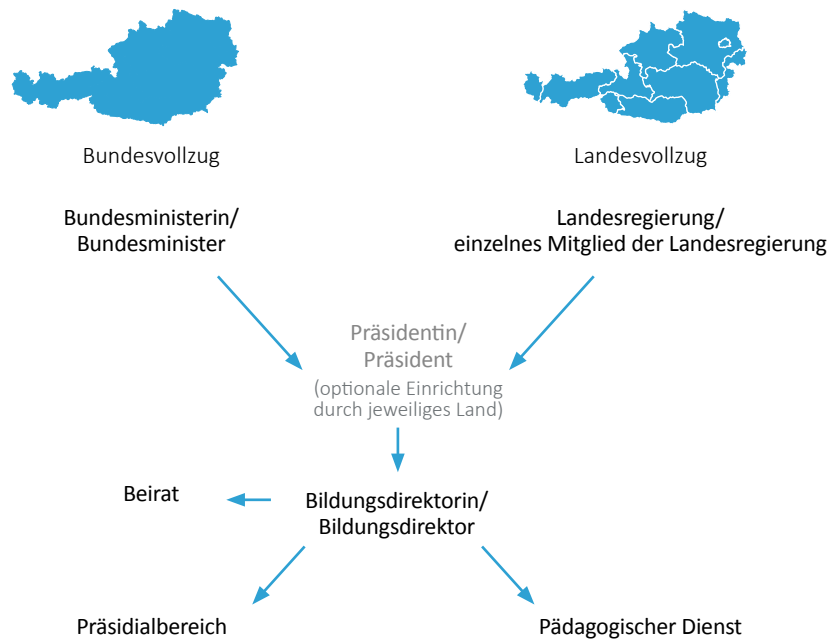 Bundesvollzug
Landesvollzug
Bundesministerin/
Bundesminister
Landesregierung/
einzelnes Mitglied der Landesregierung
Präsidentin/
Präsident
(optionale Einrichtung
durch jeweiliges Land)
Beirat
Bildungsdirektorin/
Bildungsdirektor
Präsidialbereich
Pädagogischer Dienst